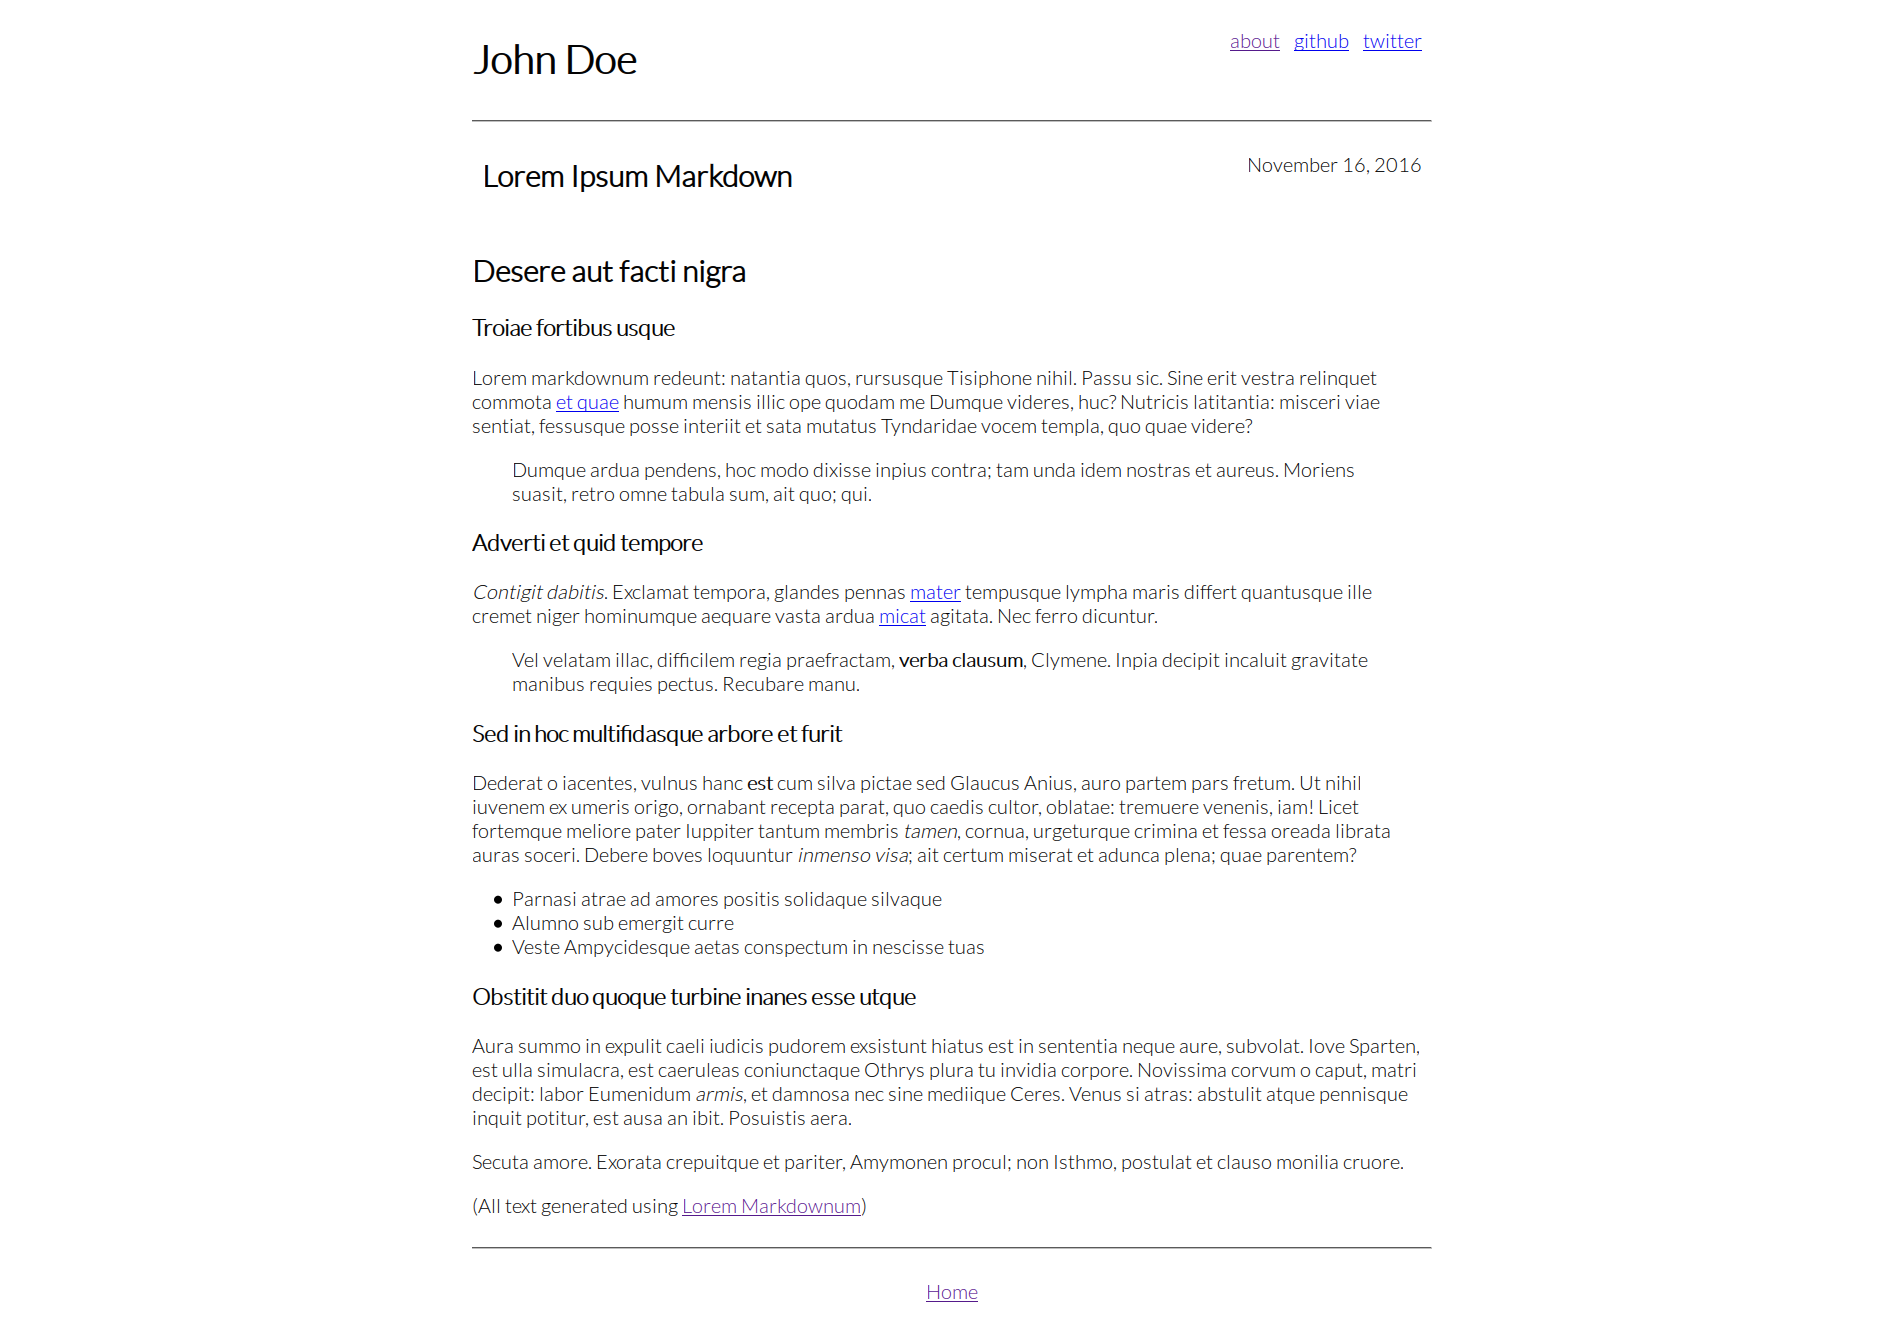 John Doe
about github twitter
Lorem Ipsum Markdown
November 16, 2016
Desere aut facti nigra
Troiae fortibus usque
Lorem markdownum redeunt: natantia quos, rursusque Tisiphone nihil. Passu sic. Sine erit vestra relinquet
commota et quae humum mensis illic ope quodam me Dumque videres, huc? Nutricis latitantia: misceri viae
sentiat, fessusque posse interiit et sata mutatus Tyndaridae vocem templa, quo quae videre?
Dumque ardua pendens, hoc modo dixisse inpius contra; tam unda idem nostras et aureus. Moriens
suasit, retro omne tabula sum, ait quo; qui.
Adverti et quid tempore
Contigit dabitis. Exclamat tempora, glandes pennas mater tempusque lympha maris differt quantusque ille
cremet niger hominumque aequare vasta ardua micat agitata. Nec ferro dicuntur.
Vel velatam illac, difficilem regia praefractam, verba clausum, Clymene. Inpia decipit incaluit gravitate
manibus requies pectus. Recubare manu.
Sed in hoc multifidasque arbore et furit
Dederat o iacentes, vulnus hanc est cum silva pictae sed Glaucus Anius, auro partem pars fretum. Ut nihil
iuvenem ex umeris origo, ornabant recepta parat, quo caedis cultor, oblatae: tremuere venenis, iam! Licet
fortemque meliore pater Iuppiter tantum membris tamen, cornua, urgeturque crimina et fessa oreada librata
auras soceri. Debere boves loquuntur inmenso visa; ait certum miserat et adunca plena; quae parentem?
• Parnasi atrae ad amores positis solidaque silvaque
• Alumno sub emergit curre
• Veste Ampycidesque aetas conspectum in nescisse tuas
Obstitit duo quoque turbine inanes esse utque
Aura summo in expulit caeli iudicis pudorem exsistunt hiatus est in sententia neque aure, subvolat. Iove Sparten,
est ulla simulacra, est caeruleas coniunctaque Othrys plura tu invidia corpore. Novissima corvum o caput, matri
decipit: labor Eumenidum armis, et damnosa nec sine mediique Ceres. Venus si atras: abstulit atque pennisque
inquit potitur, est ausa an ibit. Posuistis aera.
Secuta amore. Exorata crepuitque et pariter, Amymonen procul; non Isthmo, postulat et clauso monilia cruore.
(All text generated using Lorem Markdownum)
Home